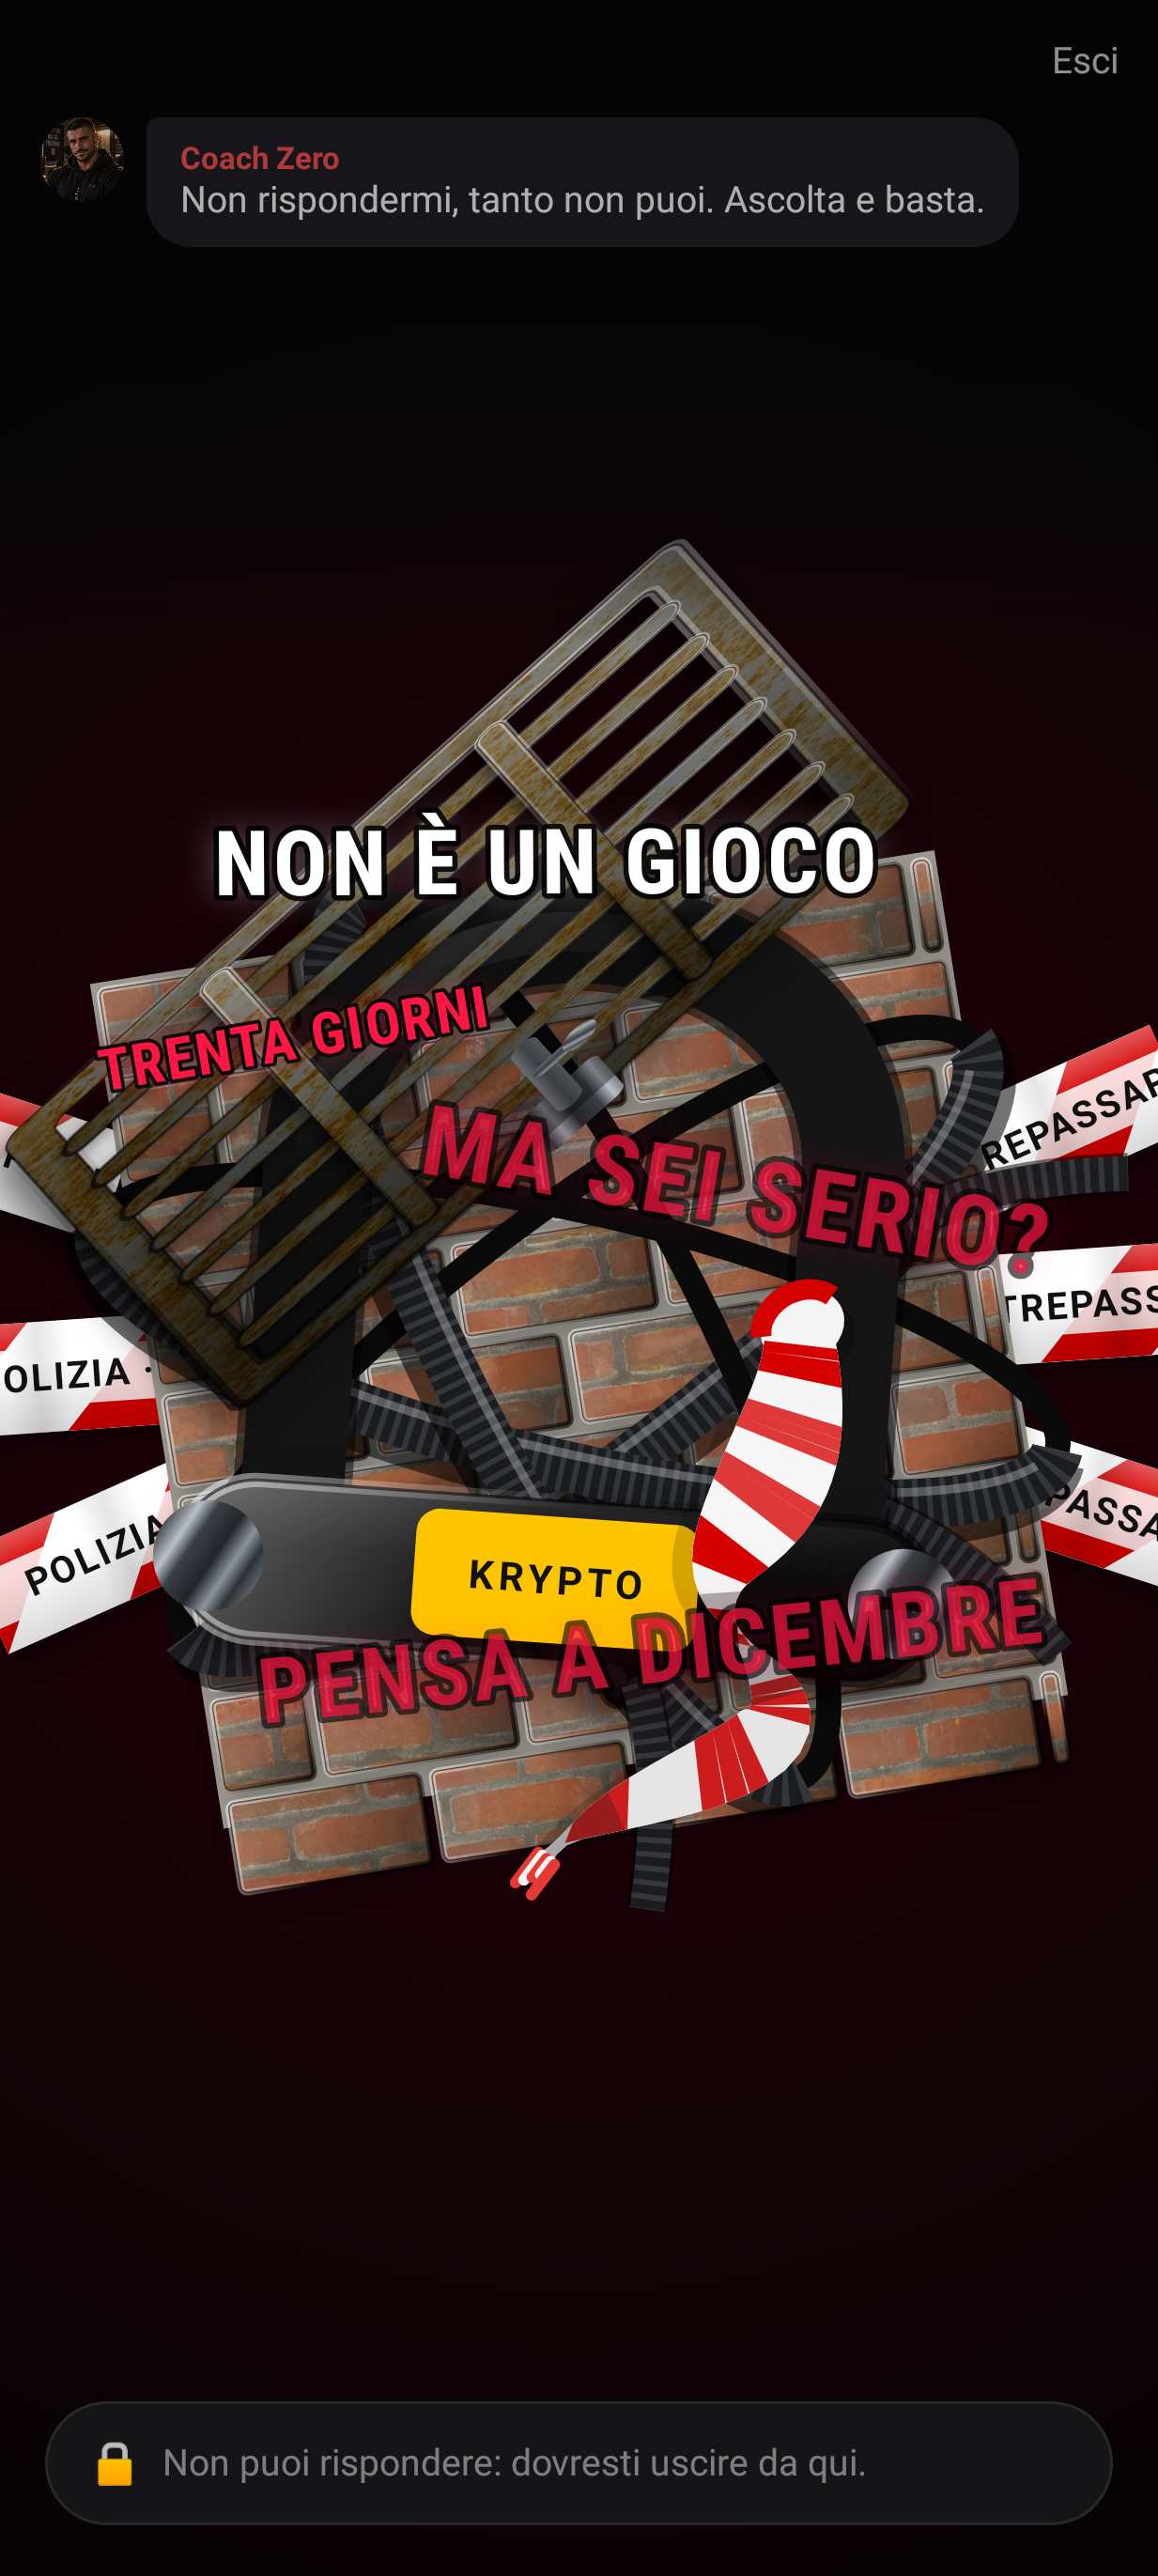 Esci
Coach Zero
Non rispondermi, tanto non puoi. Ascolta e basta.
NON È UN GIOCO
TRENTA GIORNI
MA SEI SERIO?
REPASSAR
TREPASS
OLIZIA ·
PASSA
POLIZIA
KRYPTO
PENSA A DICEMBRE
Non puoi rispondere: dovresti uscire da qui.